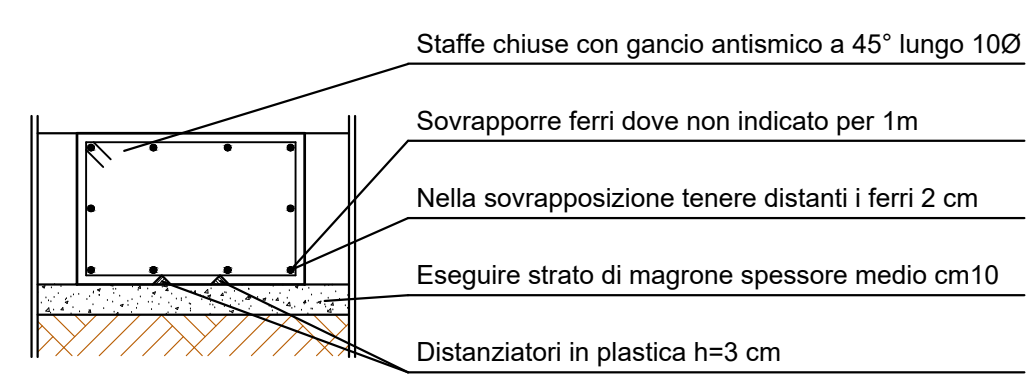 Staffe chiuse con gancio antismico a 45° lungo 10Ø
Sovrapporre ferri dove non indicato per 1m
Nella sovrapposizione tenere distanti i ferri 2 cm
Eseguire strato di magrone spessore medio cm10
Distanziatori in plastica h=3 cm